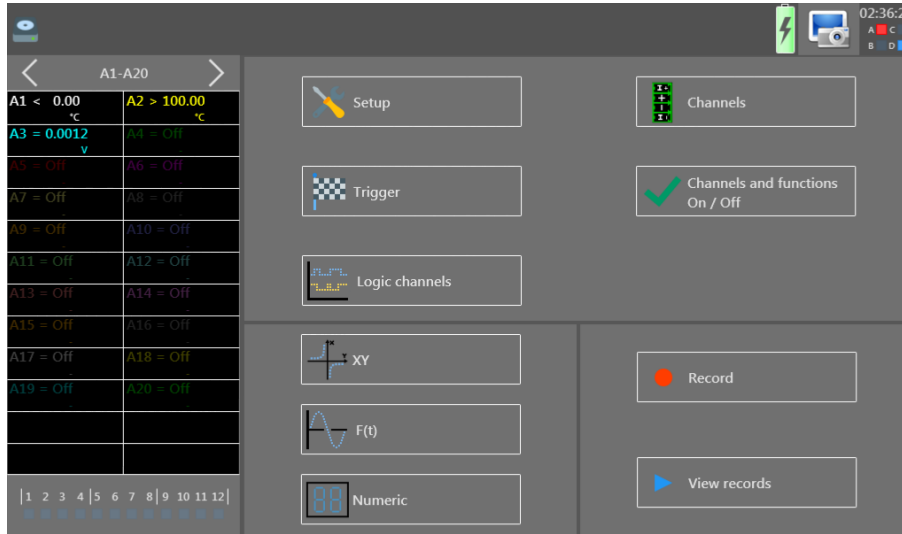 02:36:2
A C
B D
A1-A20
A1 < 0.00 A2 > 100.00
°C °C
A3 = 0.0012 A4 = Off
V
A5 = Off A6 = Off
A7 = Off A8 = Off
A9 = Off A10 = Off
A11 = Off A12 = Off
A13 = Off A14 = Off
A15 = Off A16 = Off
A17 = Off A18 = Off
A19 = Off A20 = Off
1 2 3 4 5 6 7 8 9 10 11 12
Setup
Channels
Trigger
Channels and functions
On / Off
Logic channels
XY
F(t)
Numeric
Record
View records